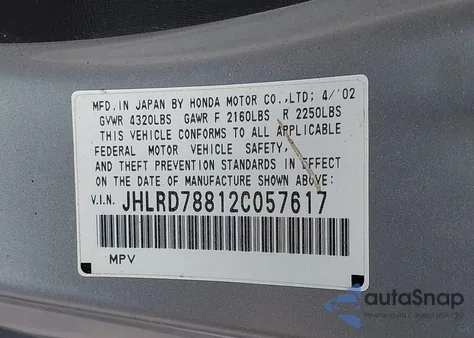 MFD. IN JAPAN BY HONDA MOTOR CO.,LTD; 4/'02
GVWR 4320LBS GAWR F 2160LBS R 2250LBS
THIS VEHICLE CONFORMS TO ALL APPLICABLE
FEDERAL MOTOR VEHICLE SAFETY,
AND THEFT PREVENTION STANDARDS IN EFFECT
ON THE DATE OF MANUFACTURE SHOWN ABOVE:
V.I.N. JHLRD78812C057617
MPV
autoSnap